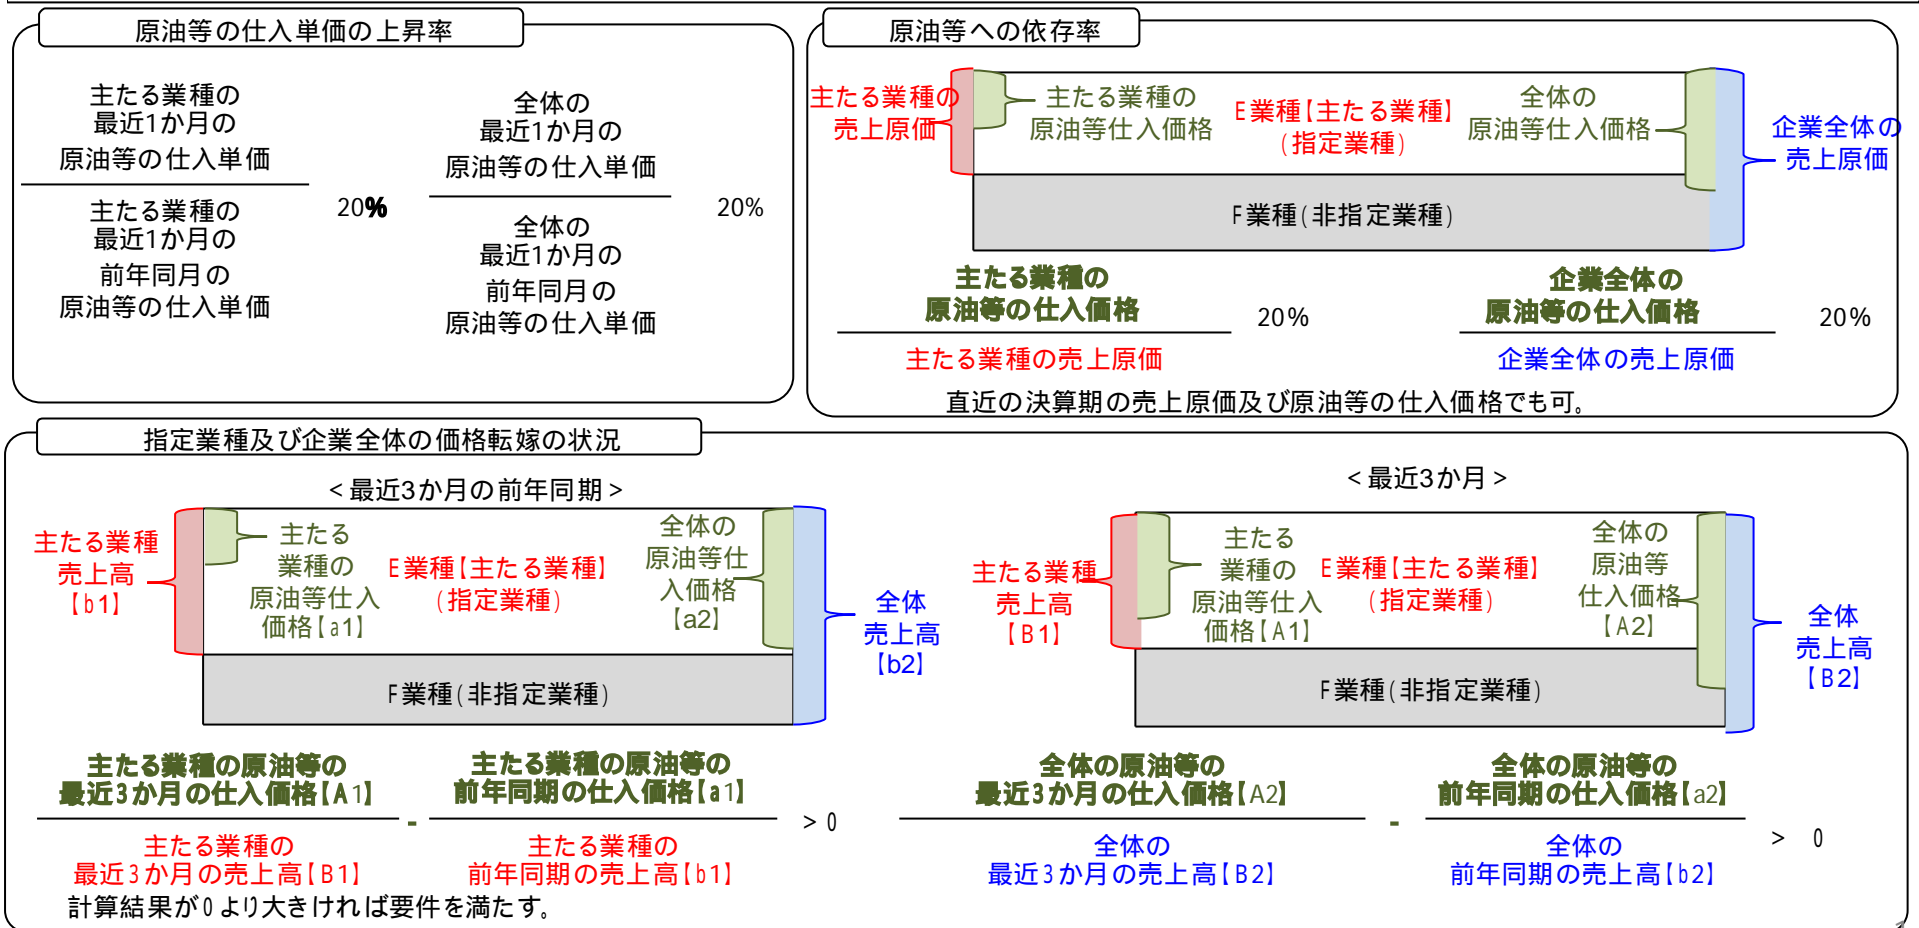 原油等の仕入単価の上昇率
主たる業種の
最近1か月の
原油等の仕入単価
主たる業種の
最近1か月の
前年同月の
原油等の仕入単価
20%
全体の
最近1か月の
原油等の仕入単価
全体の
最近1か月の
前年同月の
原油等の仕入単価
20%
原油等への依存率
主たる業種の
売上原価
主たる業種の
原油等仕入価格
E業種【主たる業種】
(指定業種)
全体の
原油等仕入価格
企業全体の
売上原価
F業種(非指定業種)
主たる業種の
原油等の仕入価格
主たる業種の売上原価
20%
企業全体の
原油等の仕入価格
企業全体の売上原価
20%
直近の決算期の売上原価及び原油等の仕入価格でも可。
指定業種及び企業全体の価格転嫁の状況
<最近3か月の前年同期>
主たる業種
売上高
【b1】
主たる
業種の
原油等仕入
価格【a1】
E業種【主たる業種】
(指定業種)
全体の
原油等仕
入価格
【a2】
全体
売上高
【b2】
F業種(非指定業種)
<最近3か月>
主たる業種
売上高
【B1】
主たる
業種の
原油等仕入
価格【A1】
E業種【主たる業種】
(指定業種)
全体の
原油等
仕入価格
【A2】
全体
売上高
【B2】
F業種(非指定業種)
主たる業種の原油等の
最近3か月の仕入価格【A1】
主たる業種の
最近3か月の売上高【B1】
-
主たる業種の原油等の
前年同期の仕入価格【a1】
主たる業種の
前年同期の売上高【b1】
> 0
全体の原油等の
最近3か月の仕入価格【A2】
全体の
最近3か月の売上高【B2】
-
全体の原油等の
前年同期の仕入価格【a2】
全体の
前年同期の売上高【b2】
> 0
計算結果が0より大きければ要件を満たす。